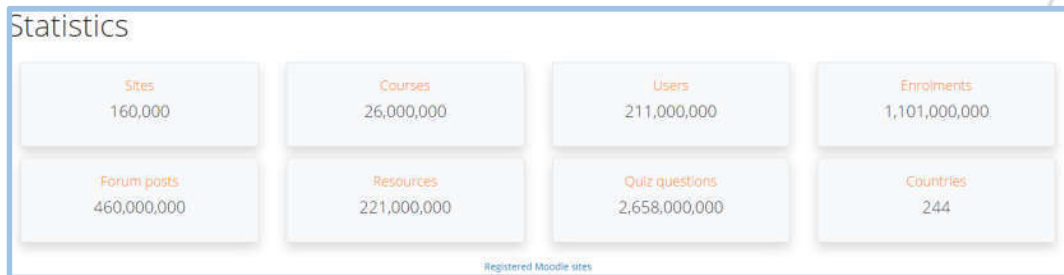 Statistics
Sites Courses Users Enrolments
160,000 26,000,000 211,000,000 1,101,000,000
Forum posts Resources Quiz questions Countries
460,000,000 221,000,000 2,658,000,000 244
Registered Moodle sites